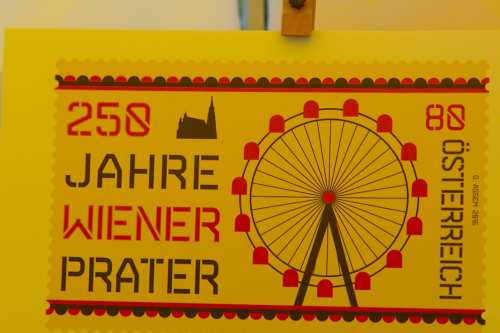 250
JAHRE
WIENER
PRATER
80
ÖSTERREICH